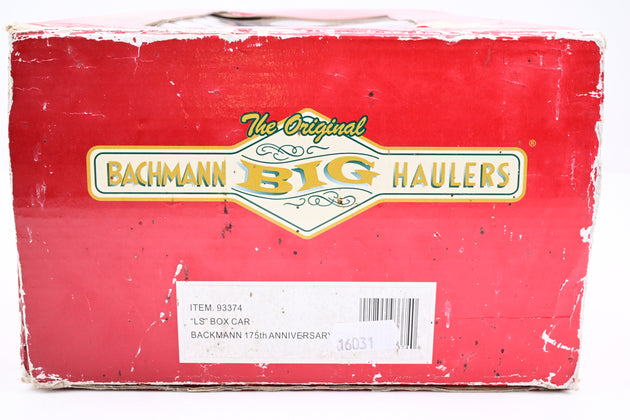 The Original
BACHMANN BIG HAULERS ®
ITEM. 93374
"LS" BOX CAR
BACKMANN 175th ANNIVERSARY
16031